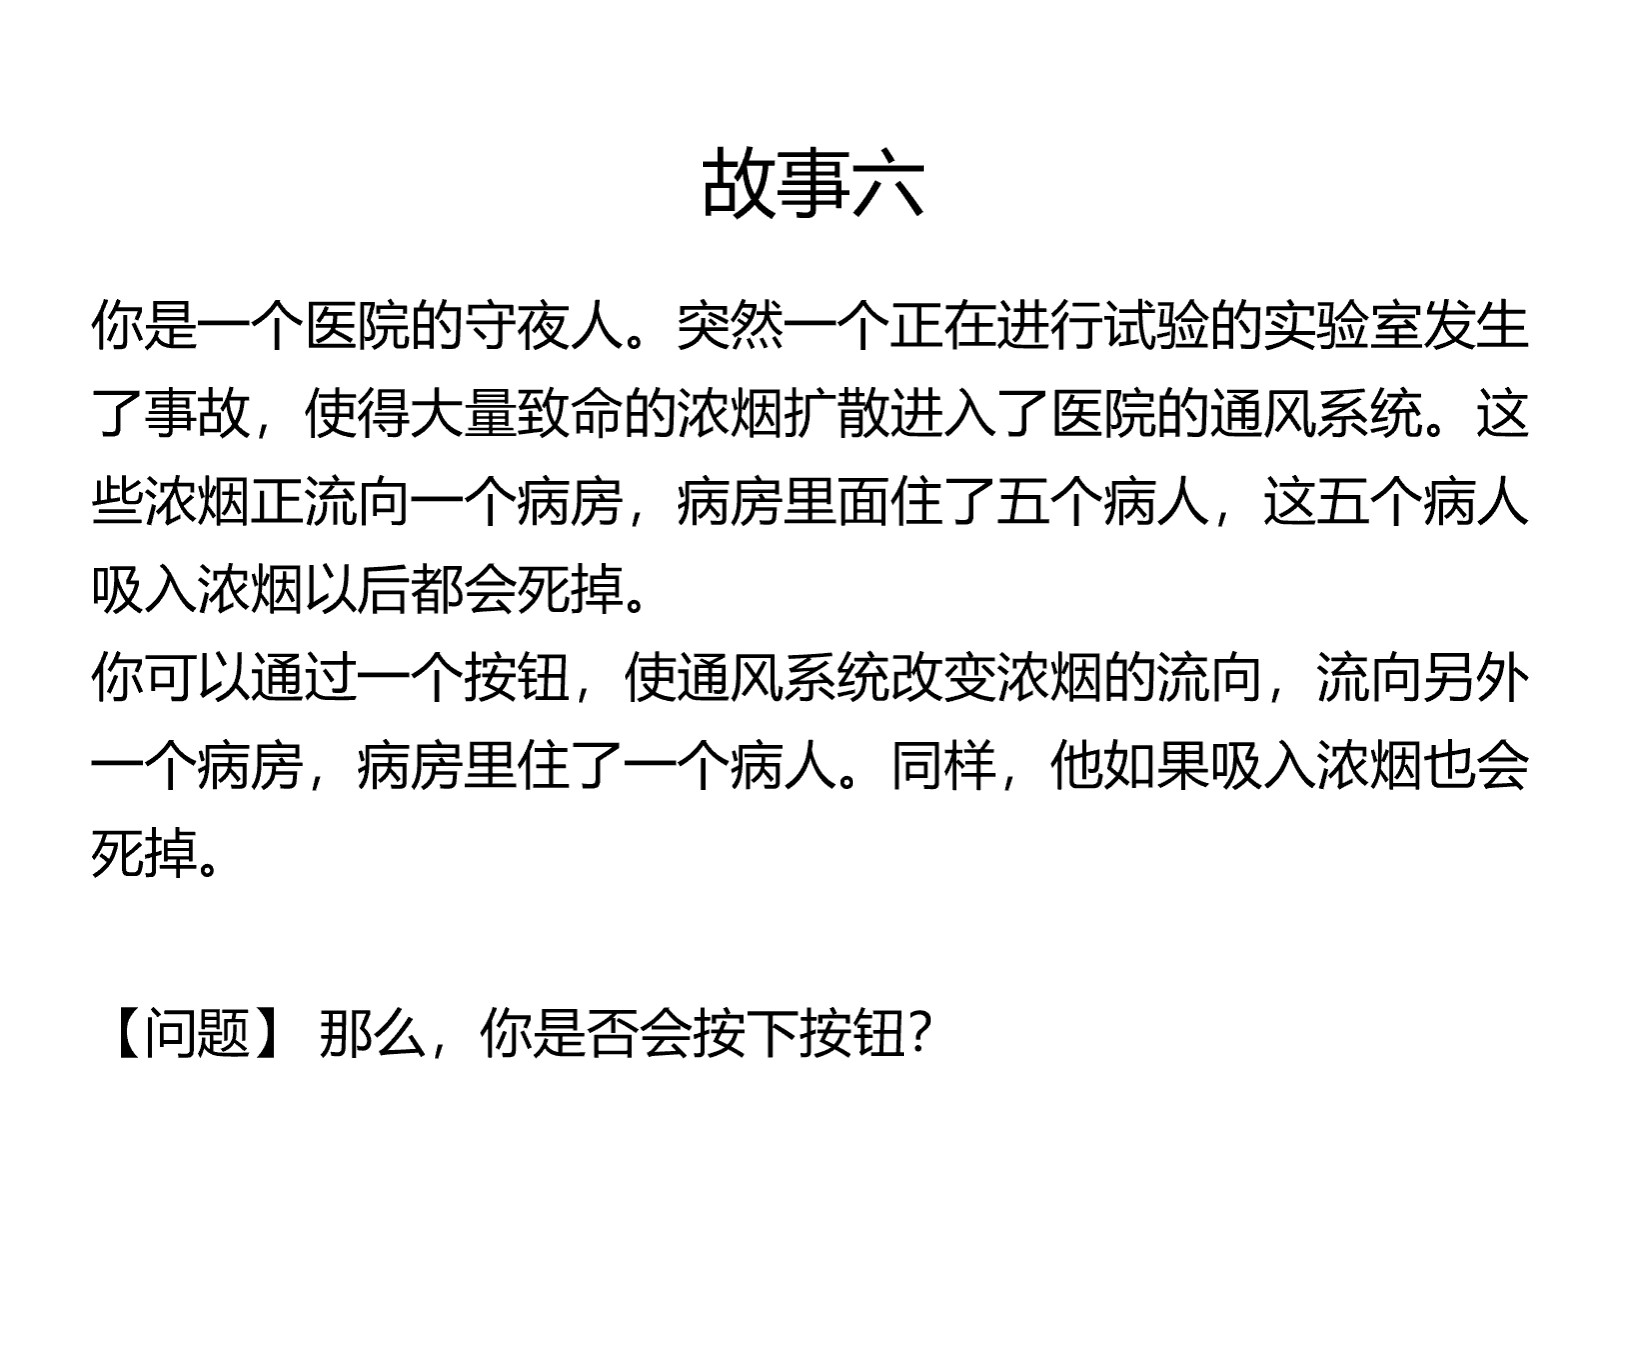 故事六
你是一个医院的守夜人。突然一个正在进行试验的实验室发生
了事故，使得大量致命的浓烟扩散进入了医院的通风系统。这
些浓烟正流向一个病房，病房里面住了五个病人，这五个病人
吸入浓烟以后都会死掉。
你可以通过一个按钮，使通风系统改变浓烟的流向，流向另外
一个病房，病房里住了一个病人。同样，他如果吸入浓烟也会
死掉。
【问题】 那么，你是否会按下按钮？